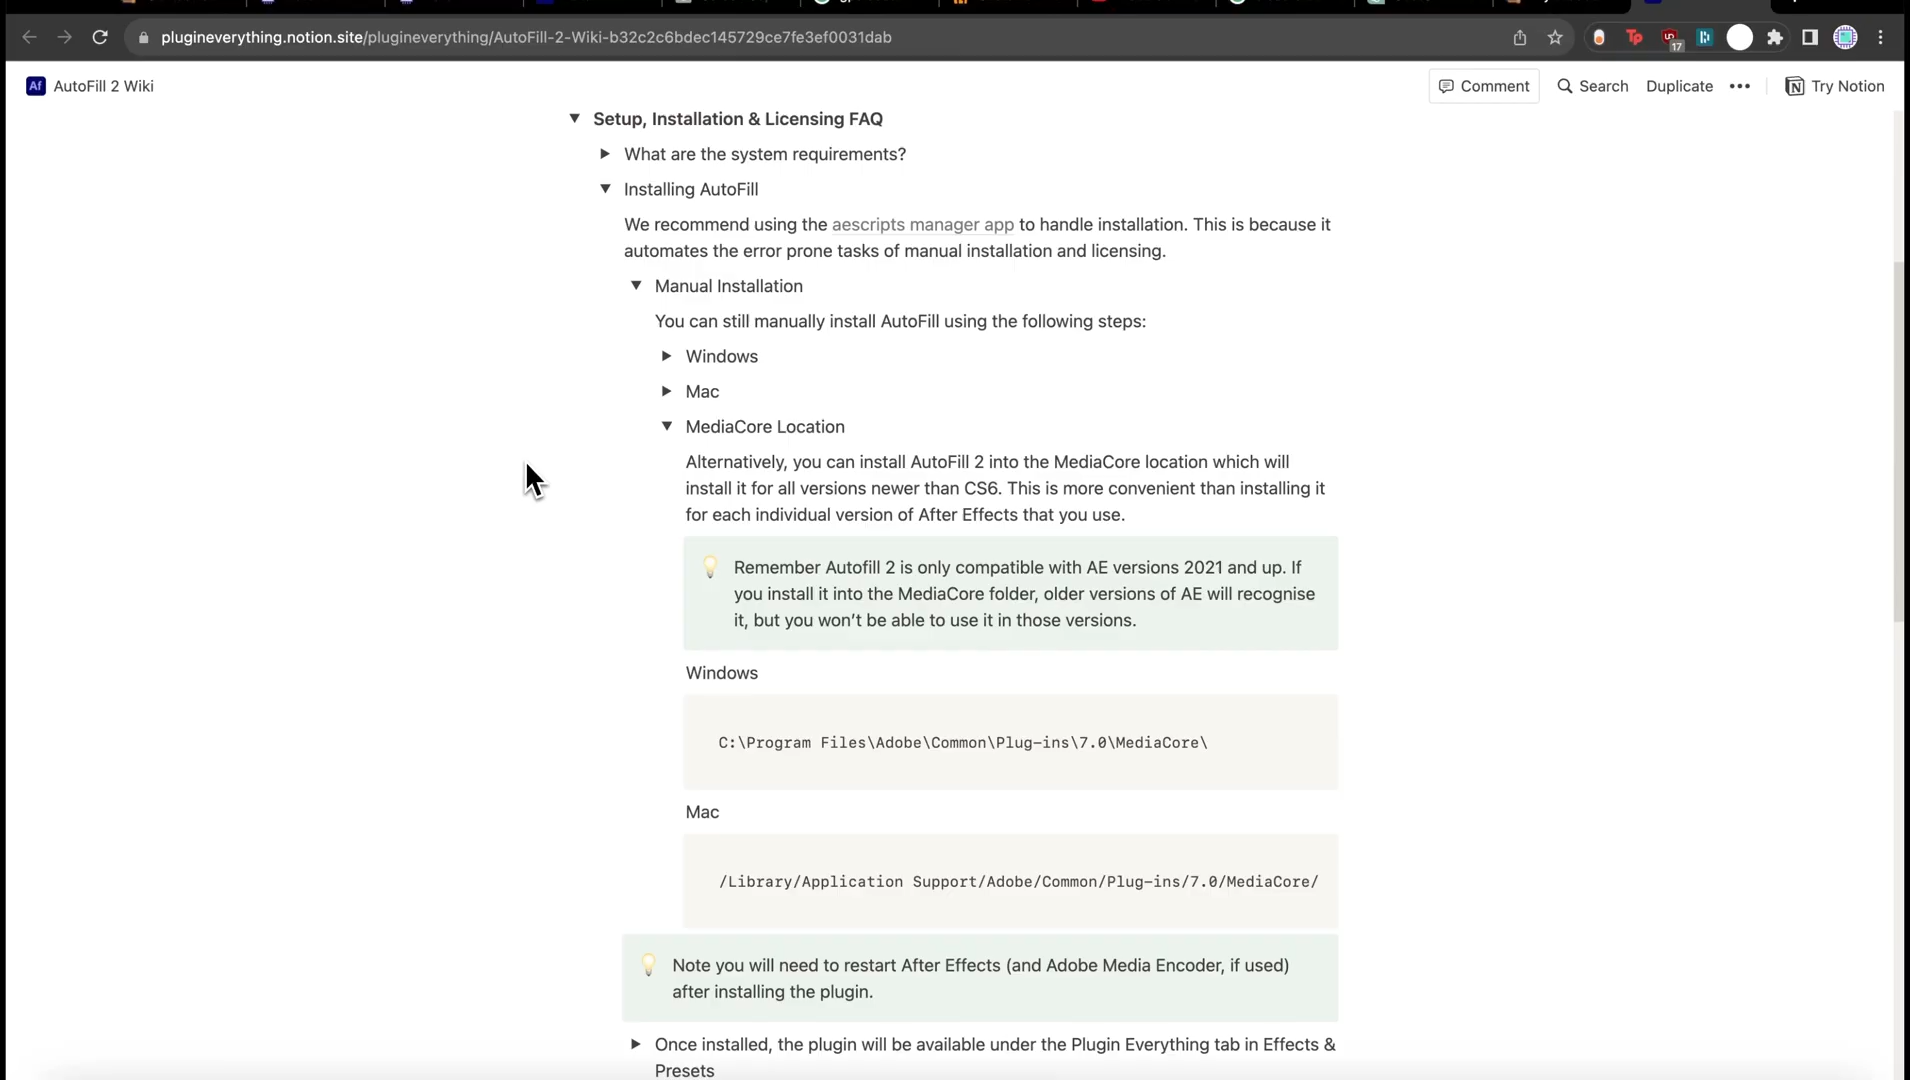 plugineverything.notion.site/plugineverything/AutoFill-2-Wiki-b32c2c6bdec145729ce7fe3ef0031dab
17
Af AutoFill 2 Wiki
Comment Search Duplicate ••• Try Notion
Setup, Installation & Licensing FAQ
What are the system requirements?
Installing AutoFill
We recommend using the aescripts manager app to handle installation. This is because it
automates the error prone tasks of manual installation and licensing.
Manual Installation
You can still manually install AutoFill using the following steps:
Windows
Mac
MediaCore Location
Alternatively, you can install AutoFill 2 into the MediaCore location which will
install it for all versions newer than CS6. This is more convenient than installing it
for each individual version of After Effects that you use.
Remember Autofill 2 is only compatible with AE versions 2021 and up. If
you install it into the MediaCore folder, older versions of AE will recognise
it, but you won’t be able to use it in those versions.
Windows
C:\Program Files\Adobe\Common\Plug-ins\7.0\MediaCore\
Mac
/Library/Application Support/Adobe/Common/Plug-ins/7.0/MediaCore/
Note you will need to restart After Effects (and Adobe Media Encoder, if used)
after installing the plugin.
Once installed, the plugin will be available under the Plugin Everything tab in Effects &
Presets